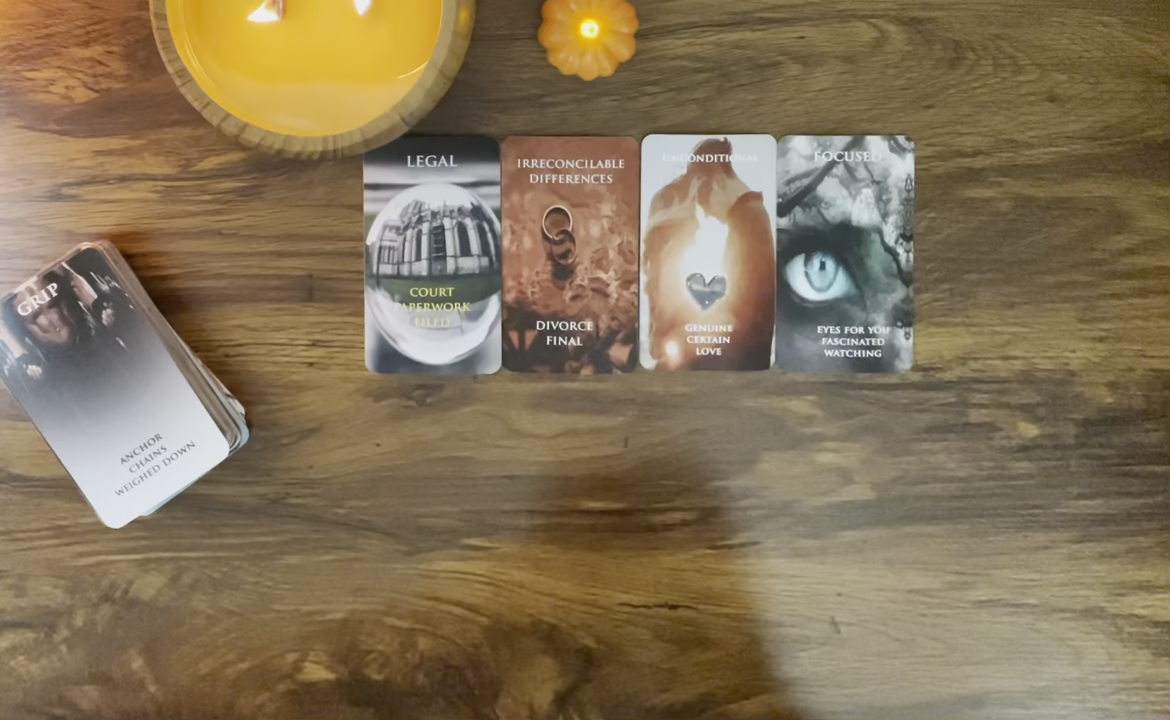 LEGAL
COURT
PAPERWORK
FILED
IRRECONCILABLE
DIFFERENCES
DIVORCE
FINAL
UNCONDITIONAL
GENUINE
CERTAIN
LOVE
FOCUSED
EYES FOR YOU
FASCINATED
WATCHING
GRIP
ANCHOR
CHAINS
WEIGHED DOWN